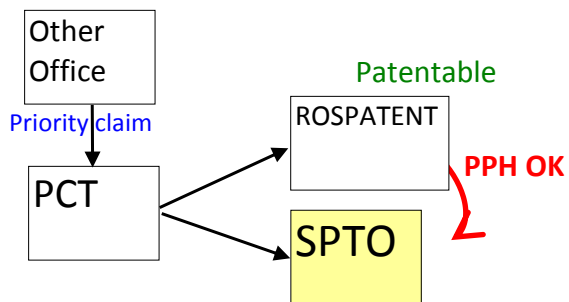 Other
Office
Patentable
Priority claim
ROSPATENT
PPH OK
PCT
SPTO